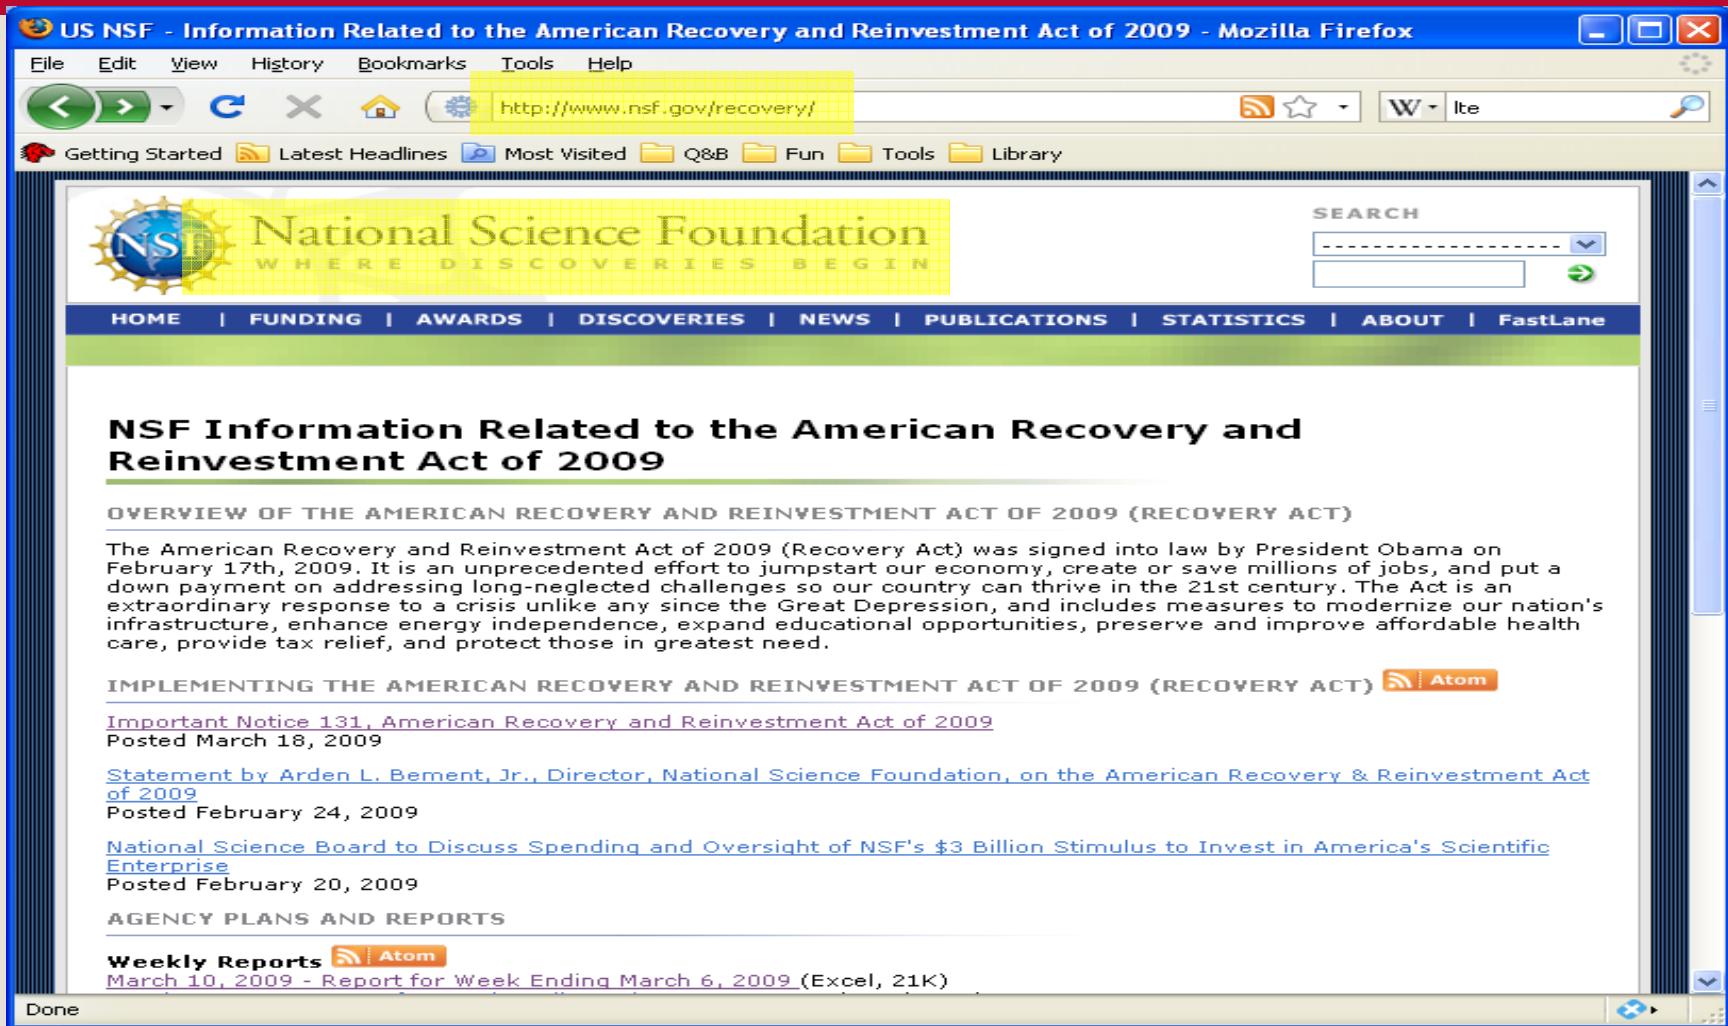 US NSF - Information Related to the American Recovery and Reinvestment Act of 2009 - Mozilla Firefox
File Edit View History Bookmarks Tools Help
http://www.nsf.gov/recovery/
W lte
Getting Started Latest Headlines Most Visited Q&B Fun Tools Library
NSF
National Science Foundation
WHERE DISCOVERIES BEGIN
SEARCH
-------------------
HOME | FUNDING | AWARDS | DISCOVERIES | NEWS | PUBLICATIONS | STATISTICS | ABOUT | FastLane
NSF Information Related to the American Recovery and
Reinvestment Act of 2009
OVERVIEW OF THE AMERICAN RECOVERY AND REINVESTMENT ACT OF 2009 (RECOVERY ACT)
The American Recovery and Reinvestment Act of 2009 (Recovery Act) was signed into law by President Obama on
February 17th, 2009. It is an unprecedented effort to jumpstart our economy, create or save millions of jobs, and put a
down payment on addressing long-neglected challenges so our country can thrive in the 21st century. The Act is an
extraordinary response to a crisis unlike any since the Great Depression, and includes measures to modernize our nation's
infrastructure, enhance energy independence, expand educational opportunities, preserve and improve affordable health
care, provide tax relief, and protect those in greatest need.
IMPLEMENTING THE AMERICAN RECOVERY AND REINVESTMENT ACT OF 2009 (RECOVERY ACT) Atom
Important Notice 131, American Recovery and Reinvestment Act of 2009
Posted March 18, 2009
Statement by Arden L. Bement, Jr., Director, National Science Foundation, on the American Recovery & Reinvestment Act
of 2009
Posted February 24, 2009
National Science Board to Discuss Spending and Oversight of NSF's $3 Billion Stimulus to Invest in America's Scientific
Enterprise
Posted February 20, 2009
AGENCY PLANS AND REPORTS
Weekly Reports Atom
March 10, 2009 - Report for Week Ending March 6, 2009 (Excel, 21K)
Done